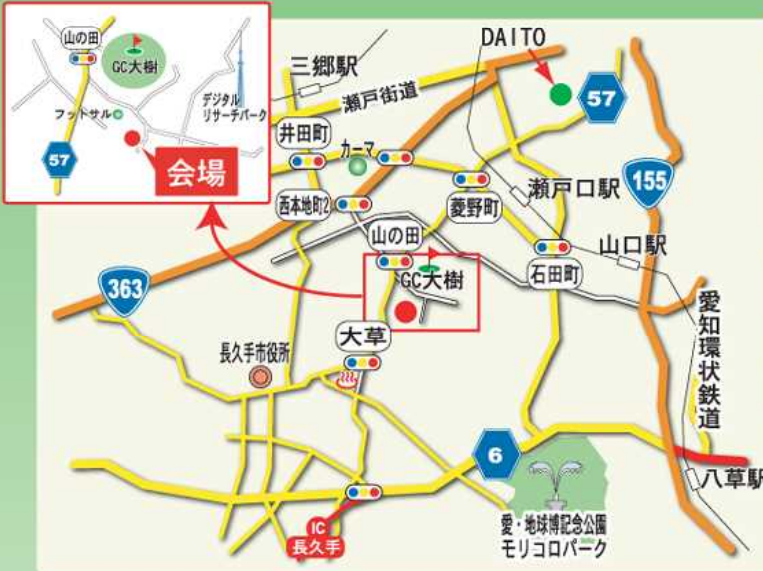 山の田
GC大樹
フットサル
デジタル
リサーチパーク
57
会場
DAITO
三郷駅
瀬戸街道
57
井田町
カーマ
155
西本地町2
菱野町
瀬戸口駅
山の田
山口駅
GC大樹
石田町
363
大草
愛知環状鉄道
長久手市役所
6
八草駅
IC
長久手
愛・地球博記念公園
モリコロパーク